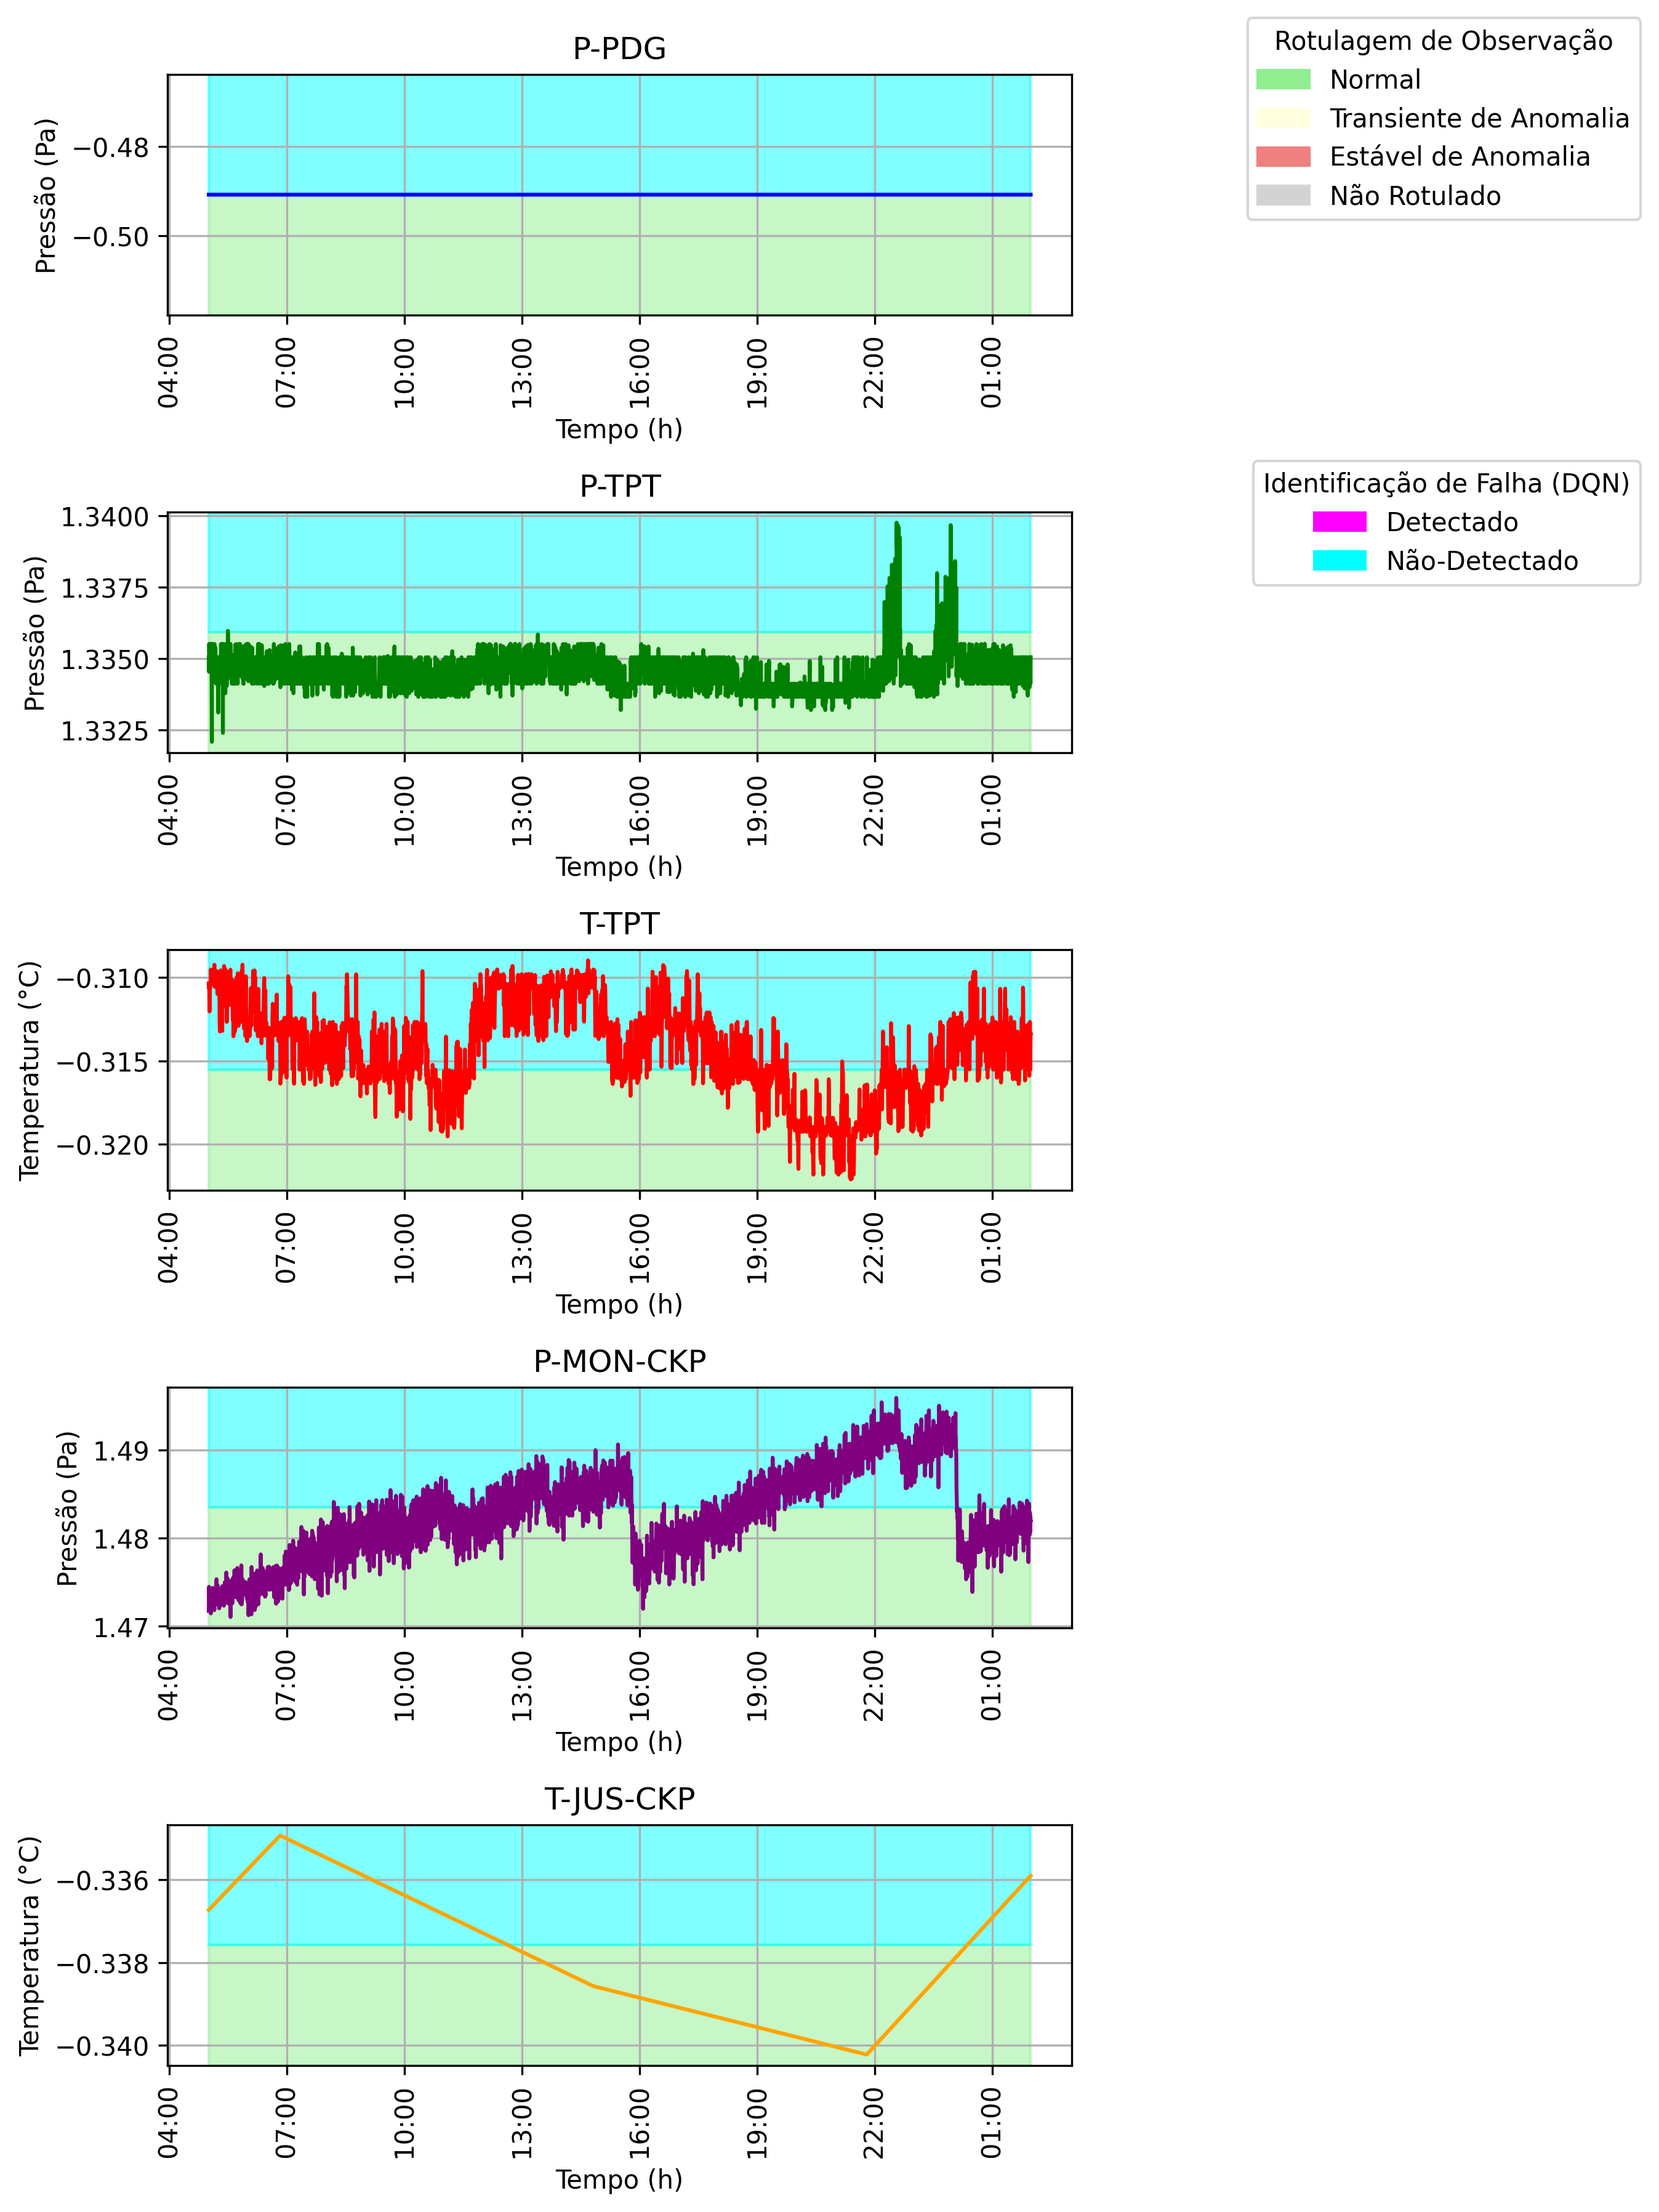 P-PDG
Pressão (Pa)
−0.48
−0.50
04:00 07:00 10:00 13:00 16:00 19:00 22:00 01:00
Tempo (h)
Rotulagem de Observação
Normal
Transiente de Anomalia
Estável de Anomalia
Não Rotulado
P-TPT
Pressão (Pa)
1.3400
1.3375
1.3350
1.3325
04:00 07:00 10:00 13:00 16:00 19:00 22:00 01:00
Tempo (h)
Identificação de Falha (DQN)
Detectado
Não-Detectado
T-TPT
Temperatura (°C)
−0.310
−0.315
−0.320
04:00 07:00 10:00 13:00 16:00 19:00 22:00 01:00
Tempo (h)
P-MON-CKP
Pressão (Pa)
1.49
1.48
1.47
04:00 07:00 10:00 13:00 16:00 19:00 22:00 01:00
Tempo (h)
T-JUS-CKP
Temperatura (°C)
−0.336
−0.338
−0.340
04:00 07:00 10:00 13:00 16:00 19:00 22:00 01:00
Tempo (h)